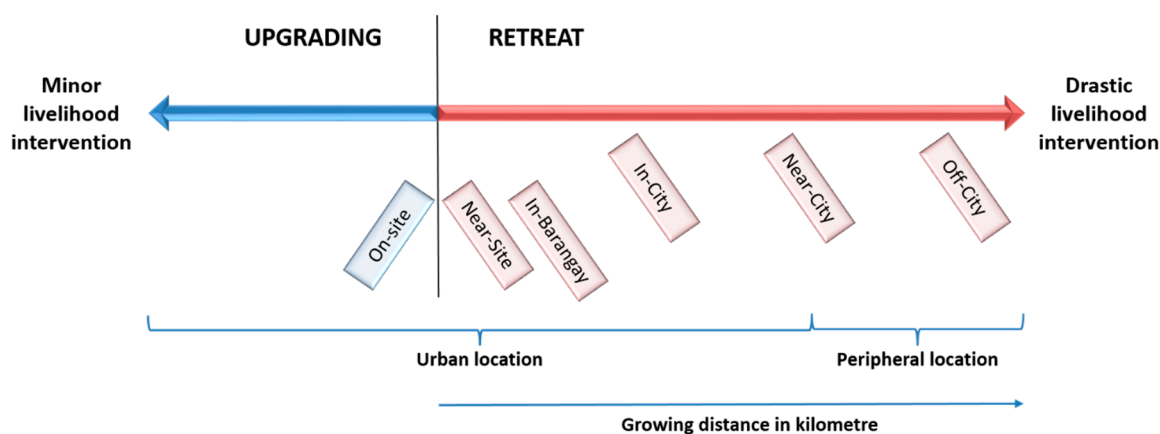 UPGRADING
RETREAT
Minor
livelihood
intervention
Drastic
livelihood
intervention
On-site
Near-Site
In-Barangay
In-City
Near-City
Off-City
Urban location
Peripheral location
Growing distance in kilometre